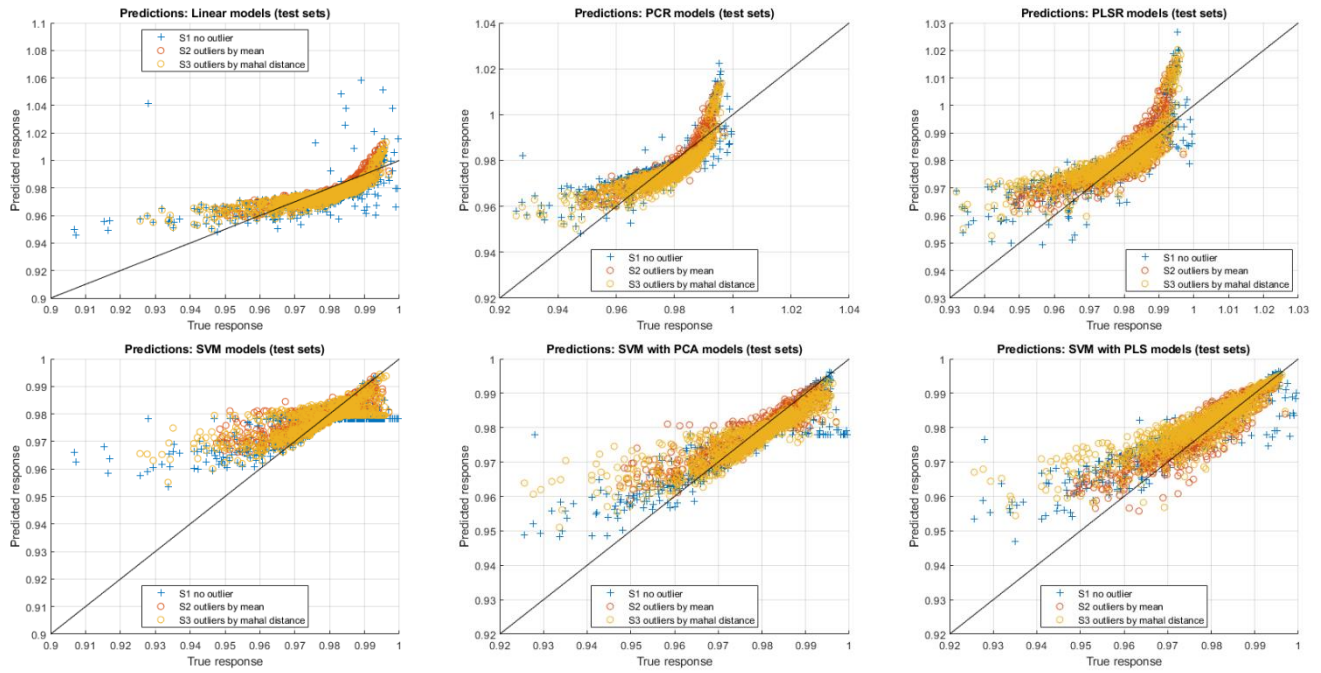 Predictions: Linear models (test sets)
1.1
1.08
1.06
1.04
1.02
1
0.98
0.96
0.94
0.92
0.9
Predicted response
S1 no outlier
S2 outliers by mean
S3 outliers by mahal distance
0.9 0.91 0.92 0.93 0.94 0.95 0.96 0.97 0.98 0.99 1
True response
Predictions: PCR models (test sets)
1.04
1.02
1
0.98
0.96
0.94
0.92
Predicted response
S1 no outlier
S2 outliers by mean
S3 outliers by mahal distance
0.92 0.94 0.96 0.98 1 1.02 1.04
True response
Predictions: PLSR models (test sets)
1.03
1.02
1.01
1
0.99
0.98
0.97
0.96
0.95
0.94
0.93
Predicted response
S1 no outlier
S2 outliers by mean
S3 outliers by mahal distance
0.93 0.94 0.95 0.96 0.97 0.98 0.99 1 1.01 1.02 1.03
True response
Predictions: SVM models (test sets)
1
0.99
0.98
0.97
0.96
0.95
0.94
0.93
0.92
0.91
0.9
Predicted response
S1 no outlier
S2 outliers by mean
S3 outliers by mahal distance
0.9 0.91 0.92 0.93 0.94 0.95 0.96 0.97 0.98 0.99 1
True response
Predictions: SVM with PCA models (test sets)
1
0.99
0.98
0.97
0.96
0.95
0.94
0.93
0.92
Predicted response
S1 no outlier
S2 outliers by mean
S3 outliers by mahal distance
0.92 0.93 0.94 0.95 0.96 0.97 0.98 0.99 1
True response
Predictions: SVM with PLS models (test sets)
1
0.99
0.98
0.97
0.96
0.95
0.94
0.93
0.92
Predicted response
S1 no outlier
S2 outliers by mean
S3 outliers by mahal distance
0.92 0.93 0.94 0.95 0.96 0.97 0.98 0.99 1
True response